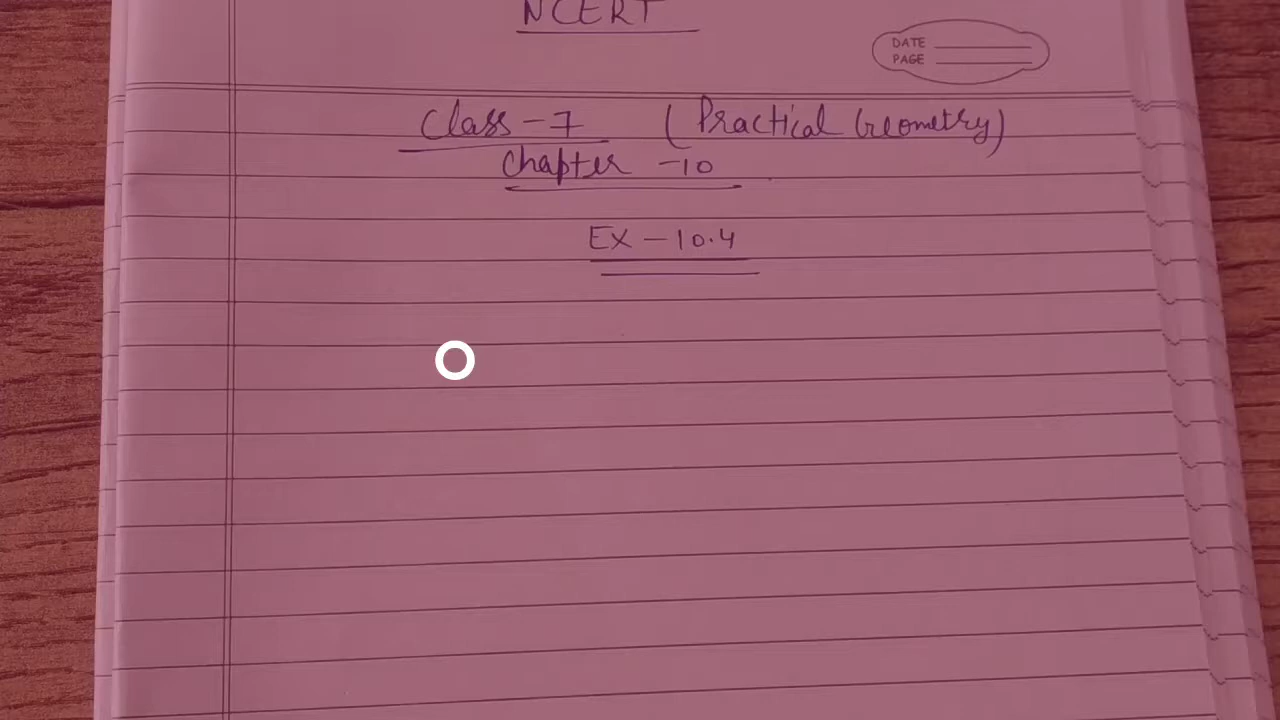 NCERT
DATE
PAGE
Class - 7 (Practical Geometry)
Chapter - 10
EX - 10.4